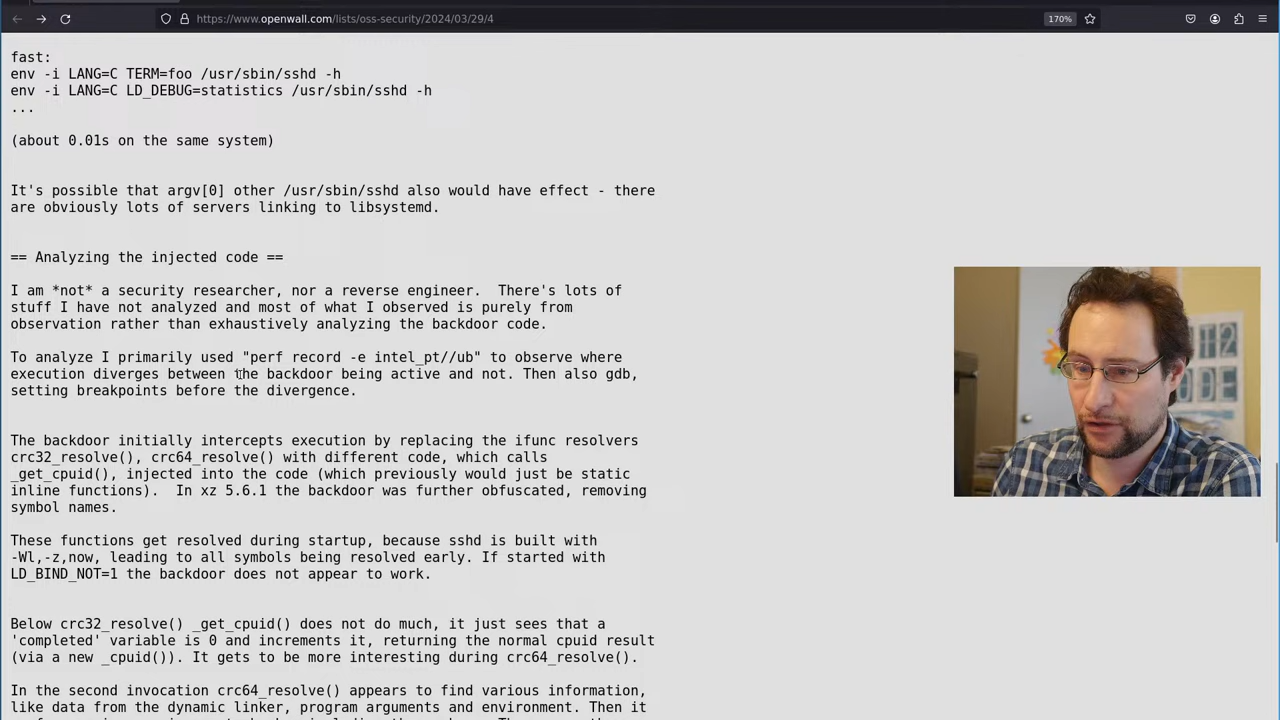 https://www.openwall.com/lists/oss-security/2024/03/29/4
170%
fast:
env -i LANG=C TERM=foo /usr/sbin/sshd -h
env -i LANG=C LD_DEBUG=statistics /usr/sbin/sshd -h
...
(about 0.01s on the same system)
It's possible that argv[0] other /usr/sbin/sshd also would have effect - there
are obviously lots of servers linking to libsystemd.
== Analyzing the injected code ==
I am *not* a security researcher, nor a reverse engineer.  There's lots of
stuff I have not analyzed and most of what I observed is purely from
observation rather than exhaustively analyzing the backdoor code.
To analyze I primarily used "perf record -e intel_pt//ub" to observe where
execution diverges between the backdoor being active and not. Then also gdb,
setting breakpoints before the divergence.
The backdoor initially intercepts execution by replacing the ifunc resolvers
crc32_resolve(), crc64_resolve() with different code, which calls
_get_cpuid(), injected into the code (which previously would just be static
inline functions).  In xz 5.6.1 the backdoor was further obfuscated, removing
symbol names.
These functions get resolved during startup, because sshd is built with
-Wl,-z,now, leading to all symbols being resolved early. If started with
LD_BIND_NOT=1 the backdoor does not appear to work.
Below crc32_resolve() _get_cpuid() does not do much, it just sees that a
'completed' variable is 0 and increments it, returning the normal cpuid result
(via a new _cpuid()). It gets to be more interesting during crc64_resolve().
In the second invocation crc64_resolve() appears to find various information,
like data from the dynamic linker, program arguments and environment. Then it